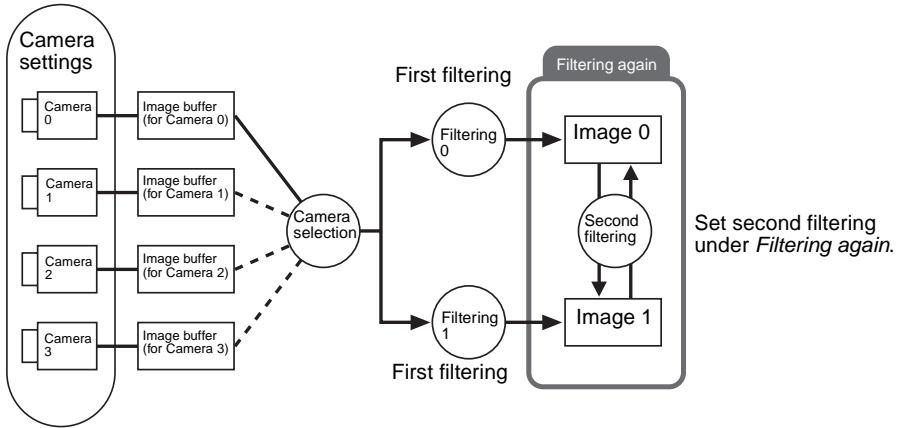 Camera
settings
Camera
0
Image buffer
(for Camera 0)
Camera
1
Image buffer
(for Camera 1)
Camera
2
Image buffer
(for Camera 2)
Camera
3
Image buffer
(for Camera 3)
Camera
selection
First filtering
Filtering
0
Filtering
1
First filtering
Filtering again
Image 0
Second
filtering
Image 1
Set second filtering
under Filtering again.